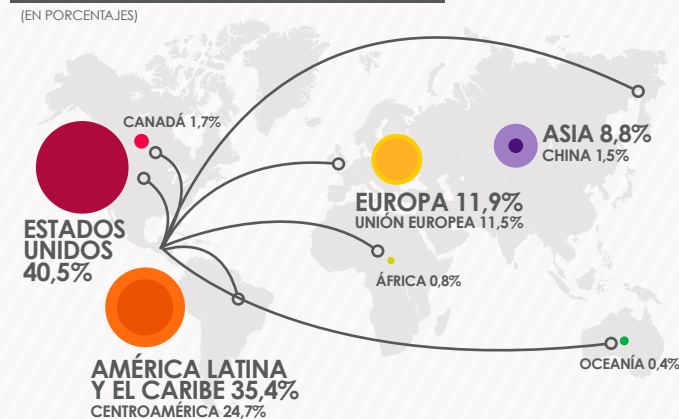 (EN PORCENTAJES)
CANADÁ 1,7%
ASIA 8,8%
CHINA 1,5%
EUROPA 11,9%
UNIÓN EUROPEA 11,5%
ESTADOS
UNIDOS
40,5%
ÁFRICA 0,8%
AMÉRICA LATINA
Y EL CARIBE 35,4%
CENTROAMÉRICA 24,7%
OCEANÍA 0,4%